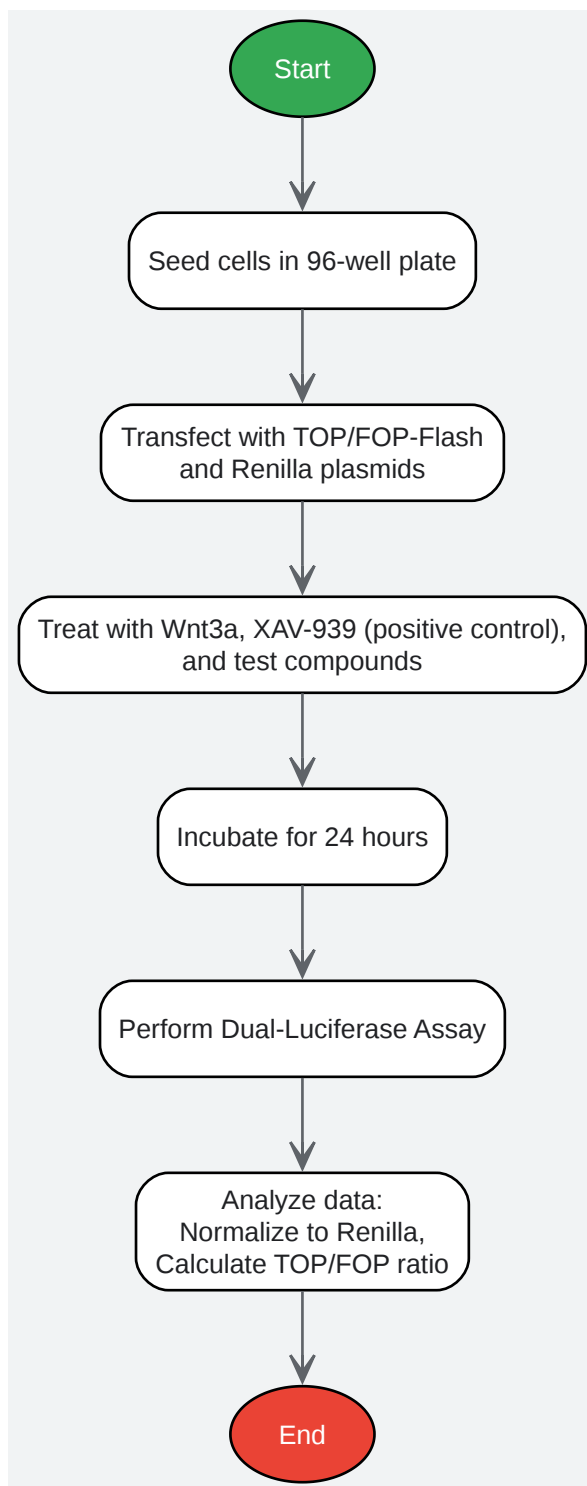 Start
Seed cells in 96-well plate
Transfect with TOP/FOP-Flash
and Renilla plasmids
Treat with Wnt3a, XAV-939 (positive control),
and test compounds
Incubate for 24 hours
Perform Dual-Luciferase Assay
Analyze data:
Normalize to Renilla,
Calculate TOP/FOP ratio
End